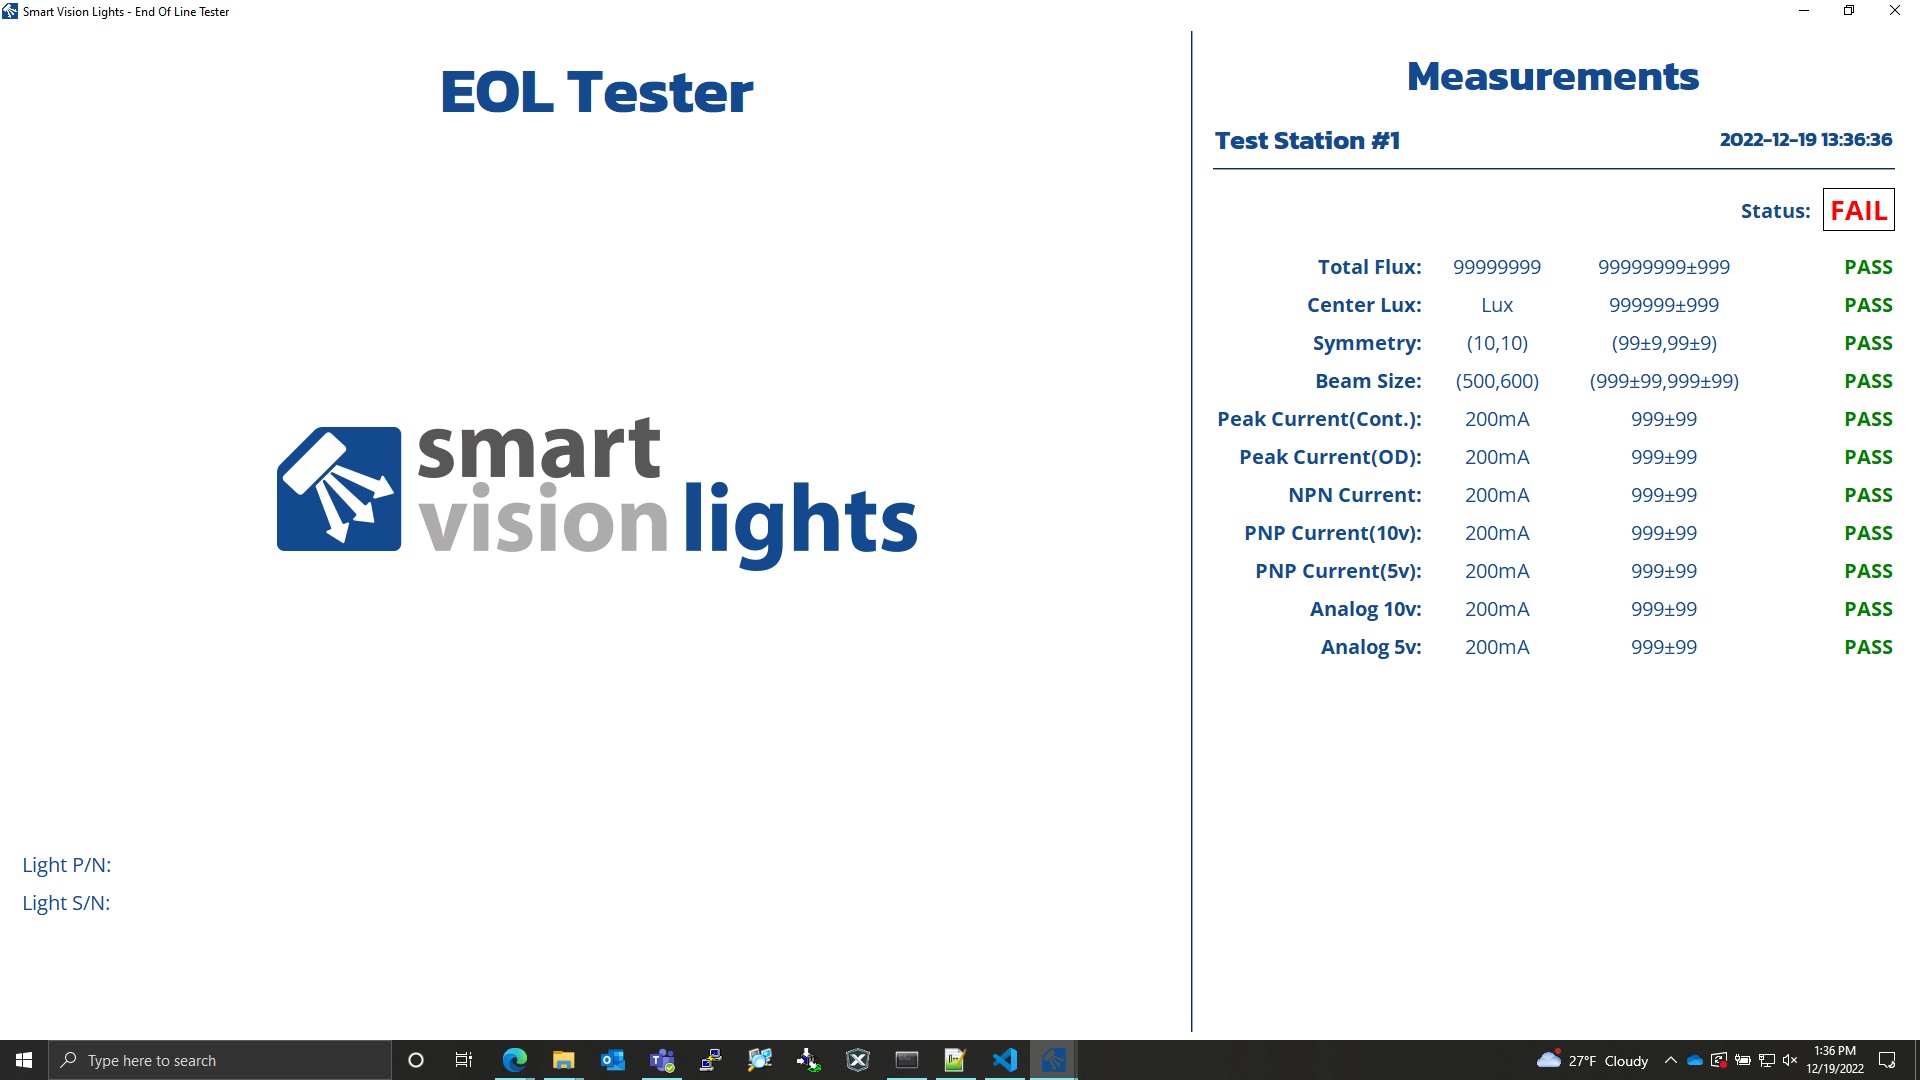 Smart Vision Lights - End Of Line Tester
EOL Tester
smart
vision lights
Light P/N:
Light S/N:
Measurements
Test Station #1 2022-12-19 13:36:36
Status: FAIL
Total Flux: 99999999 99999999±999 PASS
Center Lux: Lux 999999±999 PASS
Symmetry: (10,10) (99±9,99±9) PASS
Beam Size: (500,600) (999±99,999±99) PASS
Peak Current(Cont.): 200mA 999±99 PASS
Peak Current(OD): 200mA 999±99 PASS
NPN Current: 200mA 999±99 PASS
PNP Current(10v): 200mA 999±99 PASS
PNP Current(5v): 200mA 999±99 PASS
Analog 10v: 200mA 999±99 PASS
Analog 5v: 200mA 999±99 PASS
Type here to search
27°F Cloudy
1:36 PM
12/19/2022